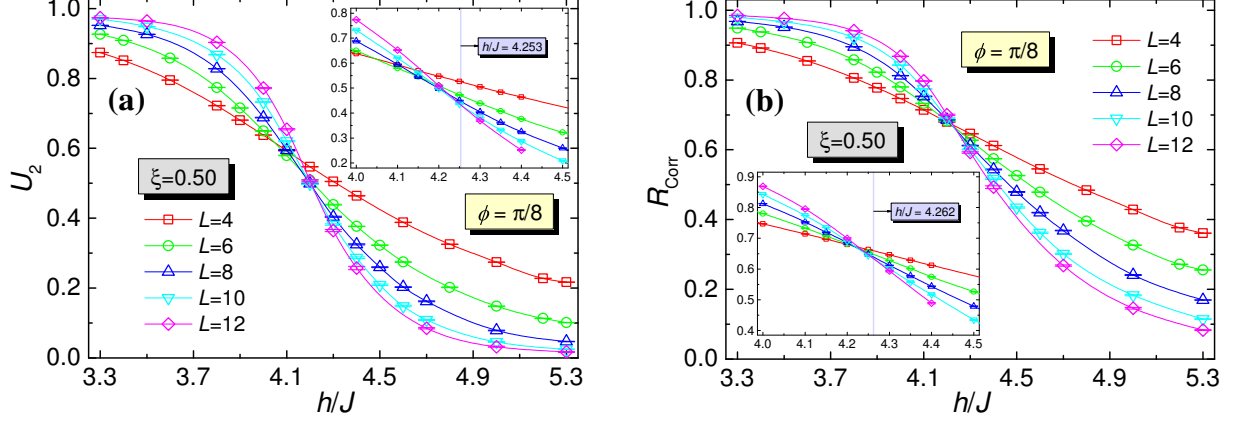 1.0
0.8
0.6
0.4
0.2
0.0
U2
(a)
ξ=0.50
L=4
L=6
L=8
L=10
L=12
ϕ = π/8
0.8
0.7
0.6
0.5
0.4
0.3
0.2
h/J = 4.253
4.0 4.1 4.2 4.3 4.4 4.5
3.3 3.7 4.1 4.5 4.9 5.3
h/J
1.0
0.8
0.6
0.4
0.2
0.0
RCorr
(b)
ξ=0.50
ϕ = π/8
L=4
L=6
L=8
L=10
L=12
0.9
0.8
0.7
0.6
0.5
0.4
h/J = 4.262
4.0 4.1 4.2 4.3 4.4 4.5
3.3 3.7 4.1 4.5 4.9 5.3
h/J